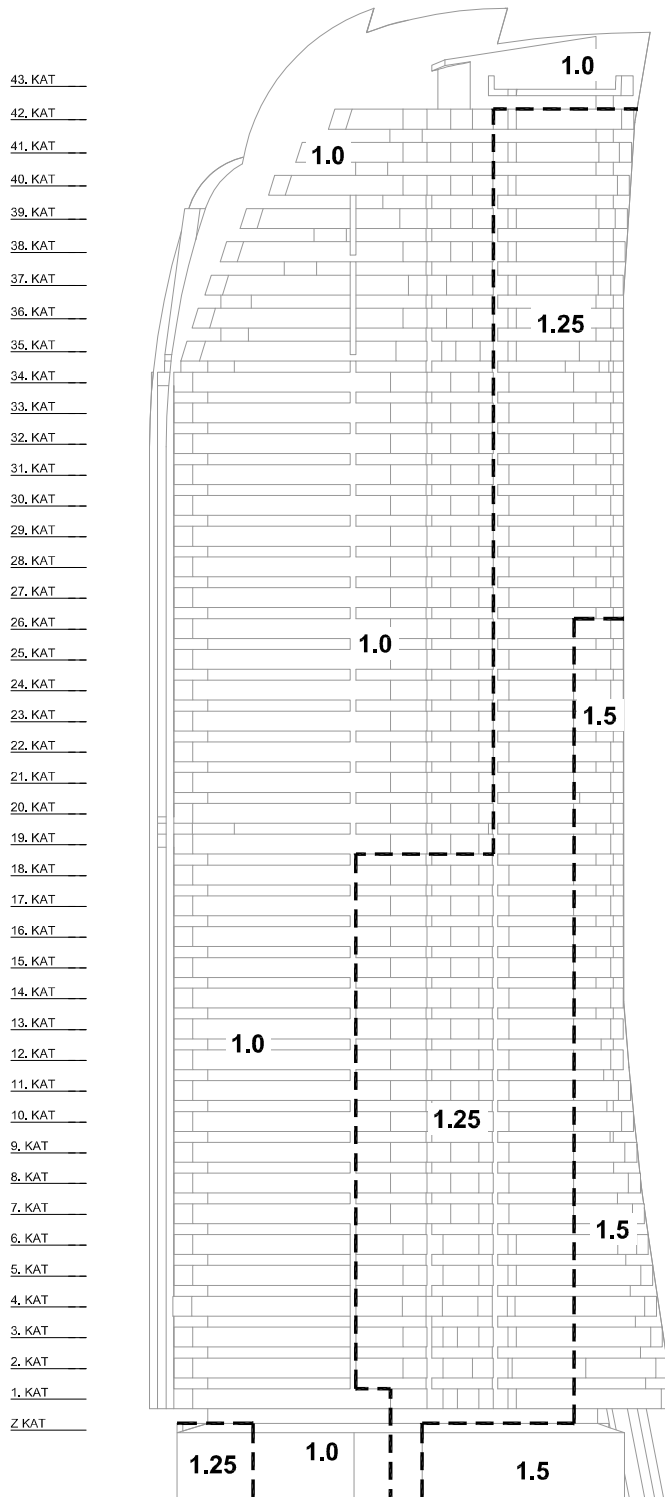 1.0
43. KAT
42. KAT
41. KAT
1.0
40. KAT
39. KAT
38. KAT
37. KAT
36. KAT
1.25
35. KAT
34. KAT
33. KAT
32. KAT
31. KAT
30. KAT
29. KAT
28. KAT
27. KAT
26. KAT
1.0
25. KAT
24. KAT
23. KAT
1.5
22. KAT
21. KAT
20. KAT
19. KAT
18. KAT
17. KAT
16. KAT
15. KAT
14. KAT
13. KAT
1.0
12. KAT
11. KAT
10. KAT
1.25
9. KAT
8. KAT
7. KAT
1.5
6. KAT
5. KAT
4. KAT
3. KAT
2. KAT
1. KAT
Z KAT
1.25
1.0
1.5